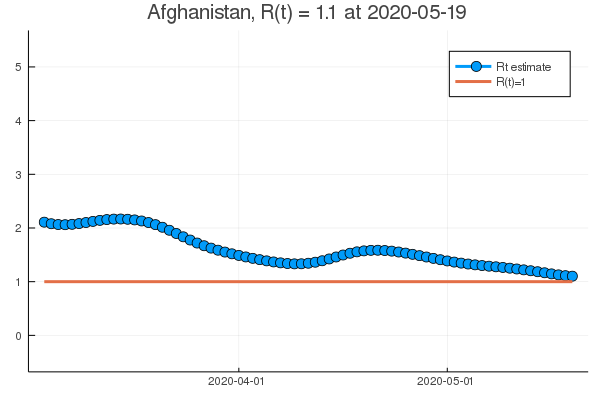 Afghanistan, R(t) = 1.1 at 2020-05-19
5
Rt estimate
R(t)=1
4
3
2
1
0
2020-04-01
2020-05-01